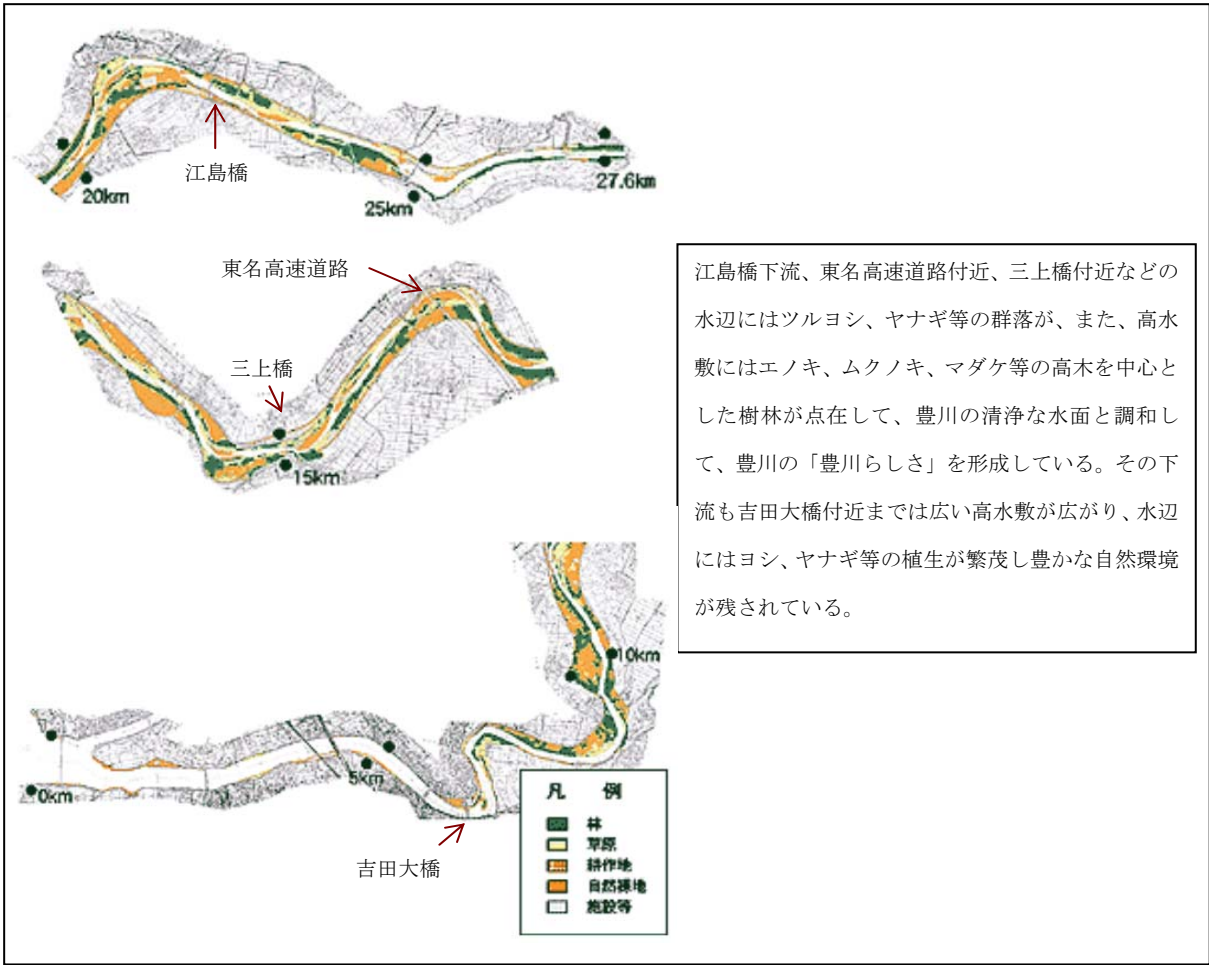 江島橋
20km
25km
27.6km
東名高速道路
三上橋
15km
江島橋下流、東名高速道路付近、三上橋付近などの
水辺にはツルヨシ、ヤナギ等の群落が、また、高水
敷にはエノキ、ムクノキ、マダケ等の高木を中心と
した樹林が点在して、豊川の清浄な水面と調和し
て、豊川の「豊川らしさ」を形成している。その下
流も吉田大橋付近までは広い高水敷が広がり、水辺
にはヨシ、ヤナギ等の植生が繁茂し豊かな自然環境
が残されている。
10km
5km
0km
吉田大橋
凡 例
林
草原
耕作地
自然裸地
施設等